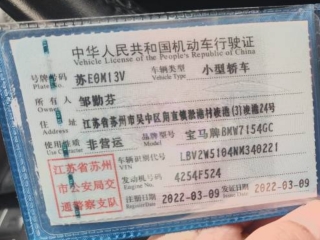 中华人民共和国机动车行驶证
Vehicle License of the People's Republic of China
号牌号码 苏E0M13V 车辆类型 小型轿车
Plate No. Vehicle Type
所有人 邹勤芬
住址 江苏省苏州市吴中区甪直镇
使用性质 非营运 品牌型号 宝马牌BMW7154GC
车辆识别代号 LBV2W5104NM340221
江苏省苏州
市公安局交
通警察支队
发动机号码 4254F524
Engine No.
注册日期 2022-03-09 发证日期 2022-03-09